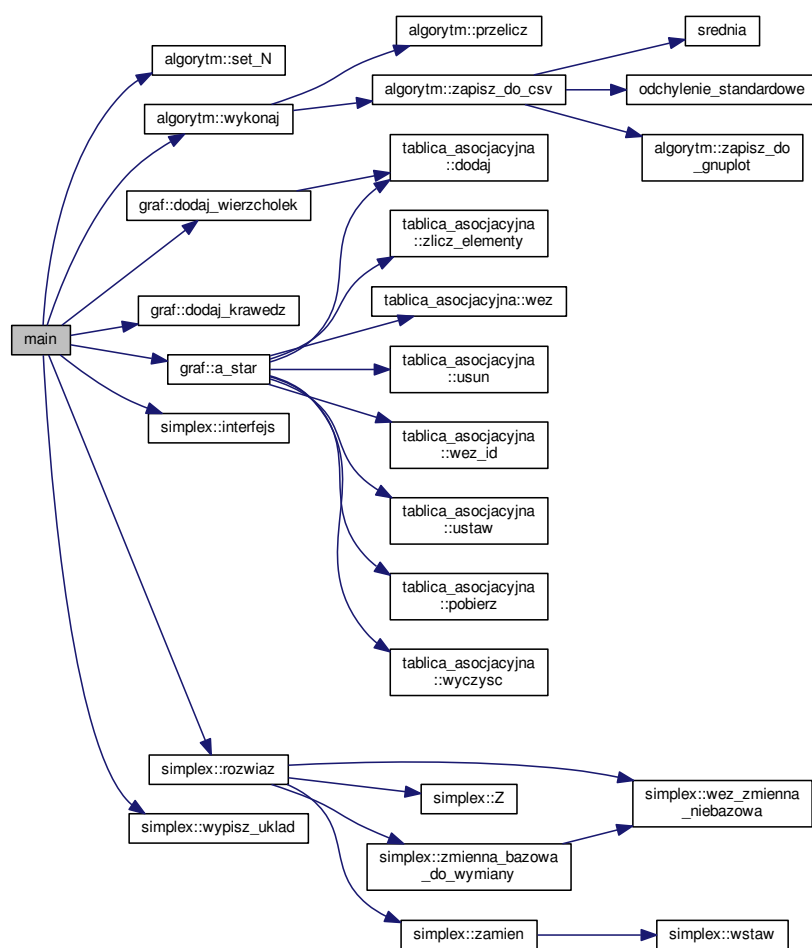 algorytm::przelicz
srednia
algorytm::set_N
algorytm::zapisz_do_csv
odchylenie_standardowe
algorytm::wykonaj
algorytm::zapisz_do
_gnuplot
tablica_asocjacyjna
::dodaj
graf::dodaj_wierzcholek
tablica_asocjacyjna
::zlicz_elementy
graf::dodaj_krawedz
tablica_asocjacyjna::wez
main
graf::a_star
tablica_asocjacyjna
::usun
simplex::interfejs
tablica_asocjacyjna
::wez_id
tablica_asocjacyjna
::ustaw
tablica_asocjacyjna
::pobierz
tablica_asocjacyjna
::wyczysc
simplex::rozwiaz
simplex::Z
simplex::wez_zmienna
_niebazowa
simplex::wypisz_uklad
simplex::zmienna_bazowa
_do_wymiany
simplex::zamien
simplex::wstaw